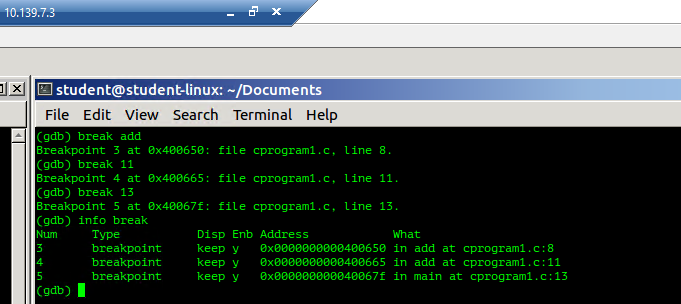 10.139.7.3
student@student-linux: ~/Documents
File Edit View Search Terminal Help
(gdb) break add
Breakpoint 3 at 0x400650: file cprogram1.c, line 8.
(gdb) break 11
Breakpoint 4 at 0x400665: file cprogram1.c, line 11.
(gdb) break 13
Breakpoint 5 at 0x40067f: file cprogram1.c, line 13.
(gdb) info break
Num     Type           Disp Enb Address            What
3       breakpoint     keep y   0x0000000000400650 in add at cprogram1.c:8
4       breakpoint     keep y   0x0000000000400665 in add at cprogram1.c:11
5       breakpoint     keep y   0x000000000040067f in main at cprogram1.c:13
(gdb)